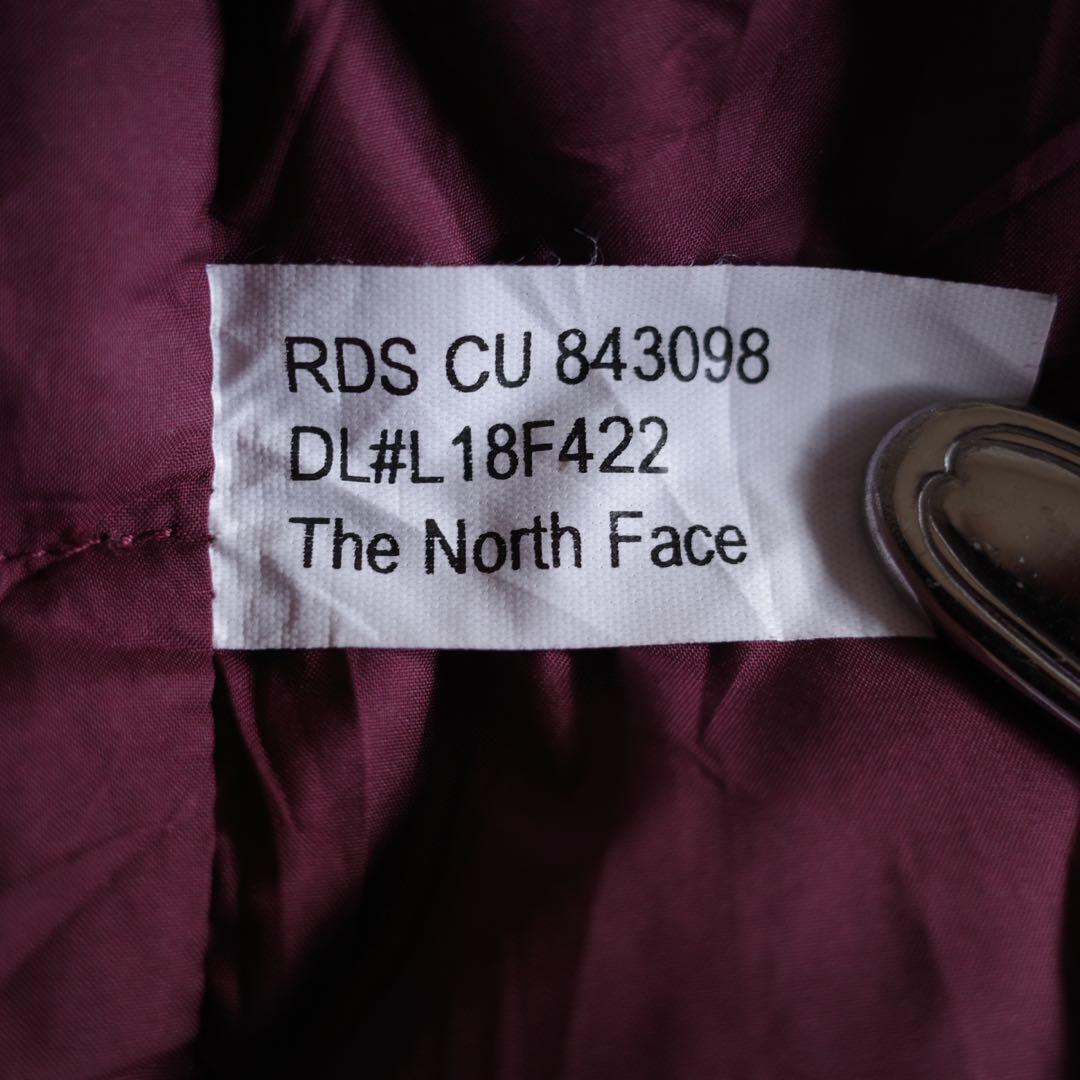 RDS CU 843098
DL#L18F422
The North Face